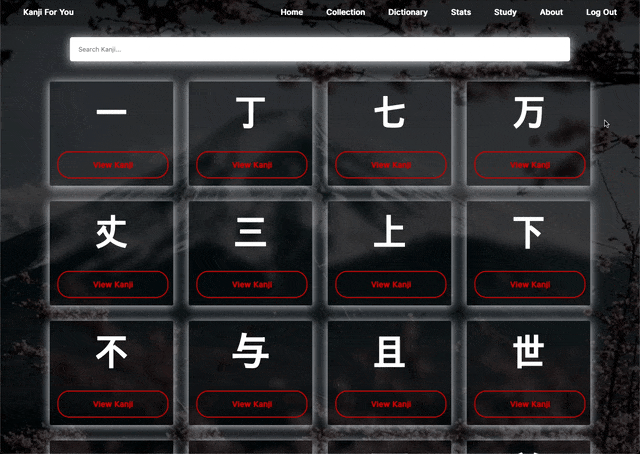 Kanji For You Home Collection Dictionary Stats Study About Log Out
Search Kanji...
一 丁 七 万
View Kanji View Kanji View Kanji View Kanji
丈 三 上 下
View Kanji View Kanji View Kanji View Kanji
不 与 且 世
View Kanji View Kanji View Kanji View Kanji